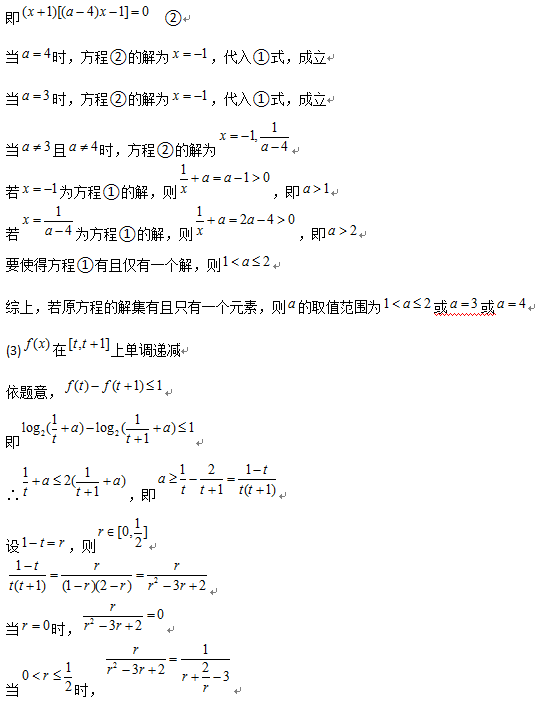 即 (x+1)[(a-4)x-1]=0 ②
当a=4时，方程②的解为x=-1，代入①式，成立
当a=3时，方程②的解为x=-1，代入①式，成立
当a≠3且a≠4时，方程②的解为x=-1, 1/(a-4)
若x=-1为方程①的解，则1/x+a=a-1>0，即a>1
若x=1/(a-4)为方程①的解，则1/x+a=2a-4>0，即a>2
要使得方程①有且仅有一个解，则1<a≤2
综上，若原方程的解集有且只有一个元素，则a的取值范围为1<a≤2或a=3或a=4
(3) f(x)在[t,t+1]上单调递减
依题意，f(t)-f(t+1)≤1
即log₂(1/t+a)-log₂(1/(t+1)+a)≤1
∴1/t+a≤2(1/(t+1)+a)，即a≥1/t-2/(t+1)=(1-t)/(t(t+1))
设1-t=r，则r∈[0,1/2]
(1-t)/(t(t+1))=r/((1-r)(2-r))=r/(r²-3r+2)
当r=0时，r/(r²-3r+2)=0
当0<r≤1/2时，r/(r²-3r+2)=1/(r+2/r-3)